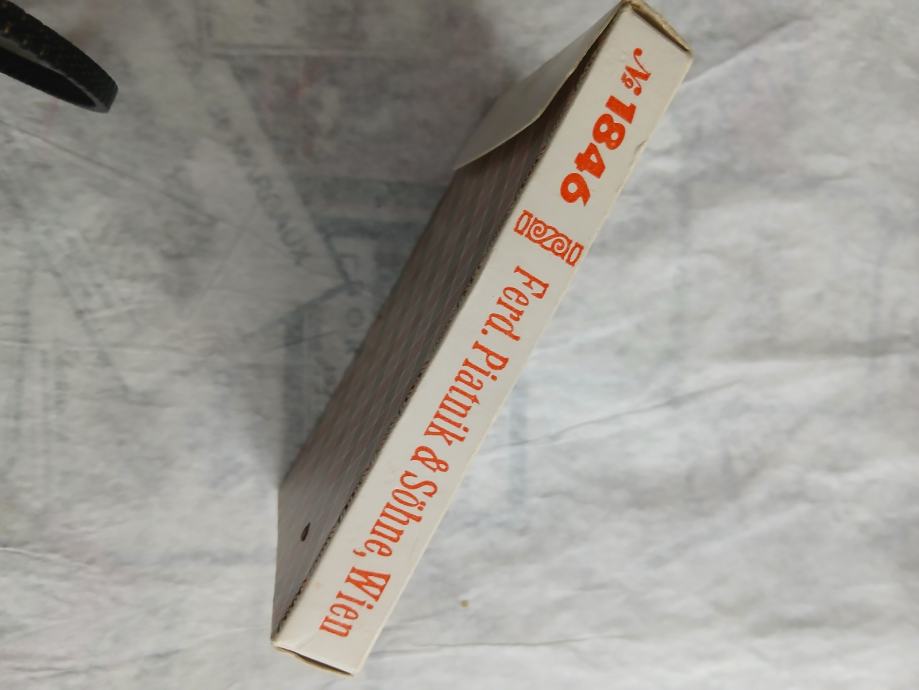 № 1846 Ferd. Piatnik & Söhne, Wien